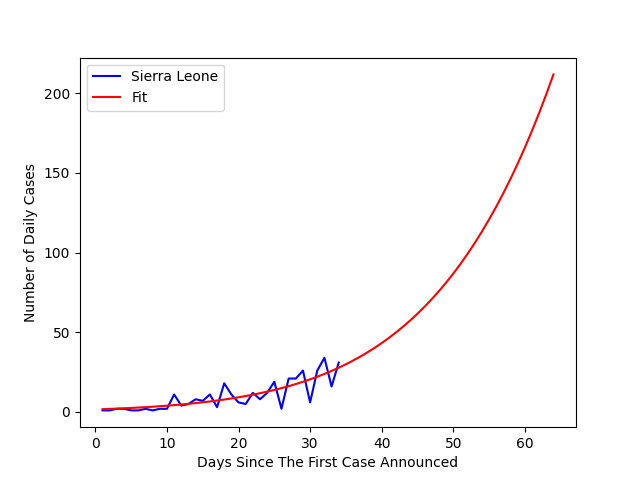 Sierra Leone
Fit
200
150
100
50
0
0 10 20 30 40 50 60
Number of Daily Cases
Days Since The First Case Announced